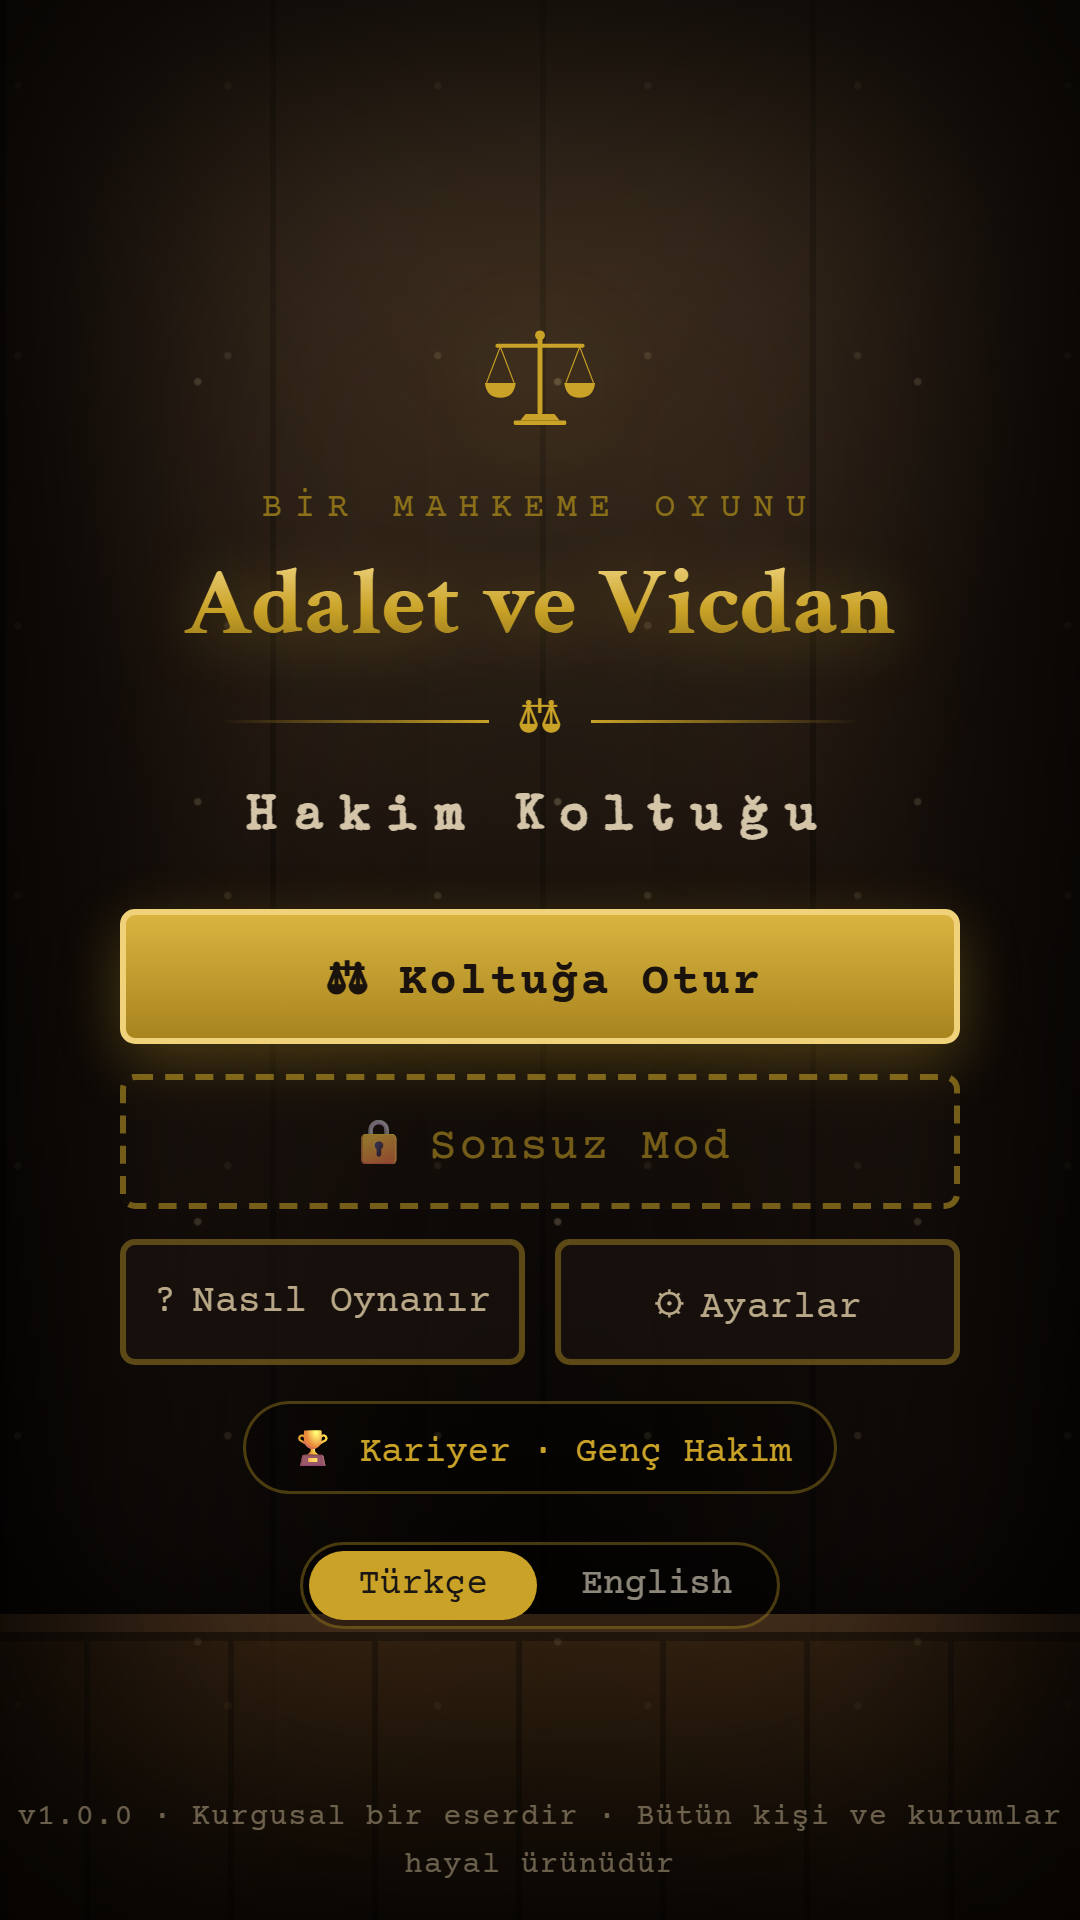 BİR MAHKEME OYUNU
Adalet ve Vicdan
Hakim Koltuğu
Koltuğa Otur
Sonsuz Mod
? Nasıl Oynanır
Ayarlar
Kariyer · Genç Hakim
Türkçe
English
v1.0.0 · Kurgusal bir eserdir · Bütün kişi ve kurumlar
hayal ürünüdür